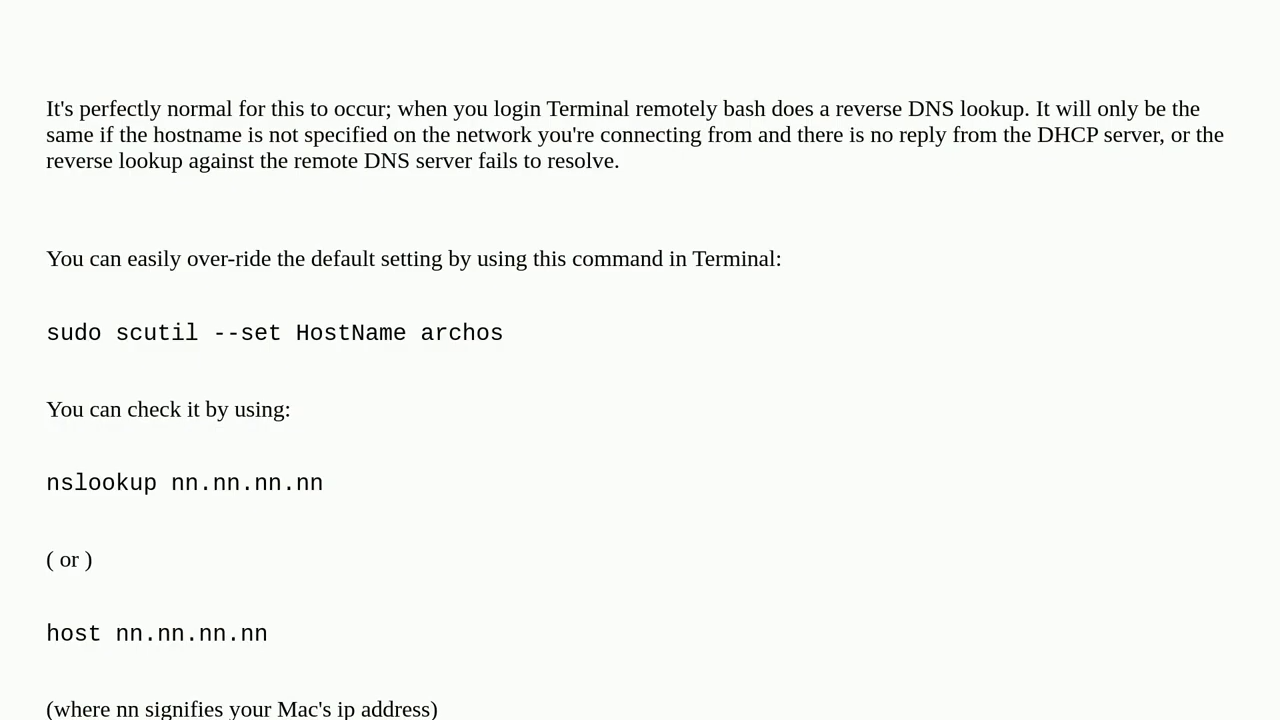 It's perfectly normal for this to occur; when you login Terminal remotely bash does a reverse DNS lookup. It will only be the
same if the hostname is not specified on the network you're connecting from and there is no reply from the DHCP server, or the
reverse lookup against the remote DNS server fails to resolve.
You can easily over-ride the default setting by using this command in Terminal:
sudo scutil --set HostName archos
You can check it by using:
nslookup nn.nn.nn.nn
( or )
host nn.nn.nn.nn
(where nn signifies your Mac's ip address)